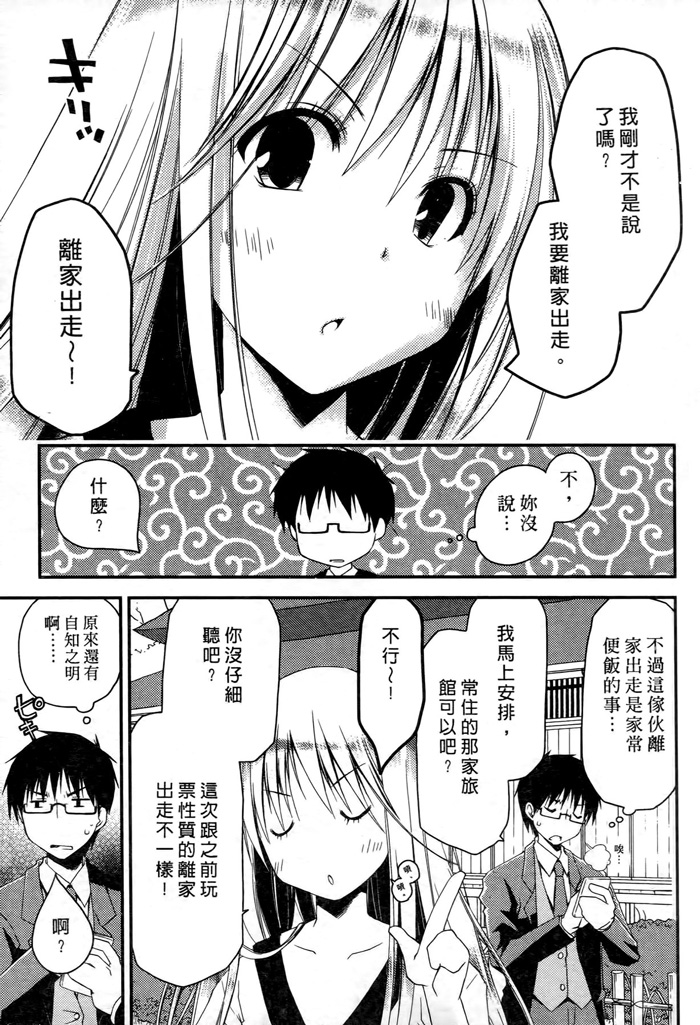 我剛才不是說
了嗎？
我要離家出走。
キリッ
離家出走～！
不，
妳沒
說…
什麼？
不過這傢伙離
家出走是家常
便飯的事…
唉…
我馬上安排，
常住的那家旅
館可以吧？
不行～！
嘖
嘖
你沒仔細
聽吧？
這次跟之前玩
票性質的離家
出走不一樣！
原來還有
自知之明
啊……
ピキ
啊？